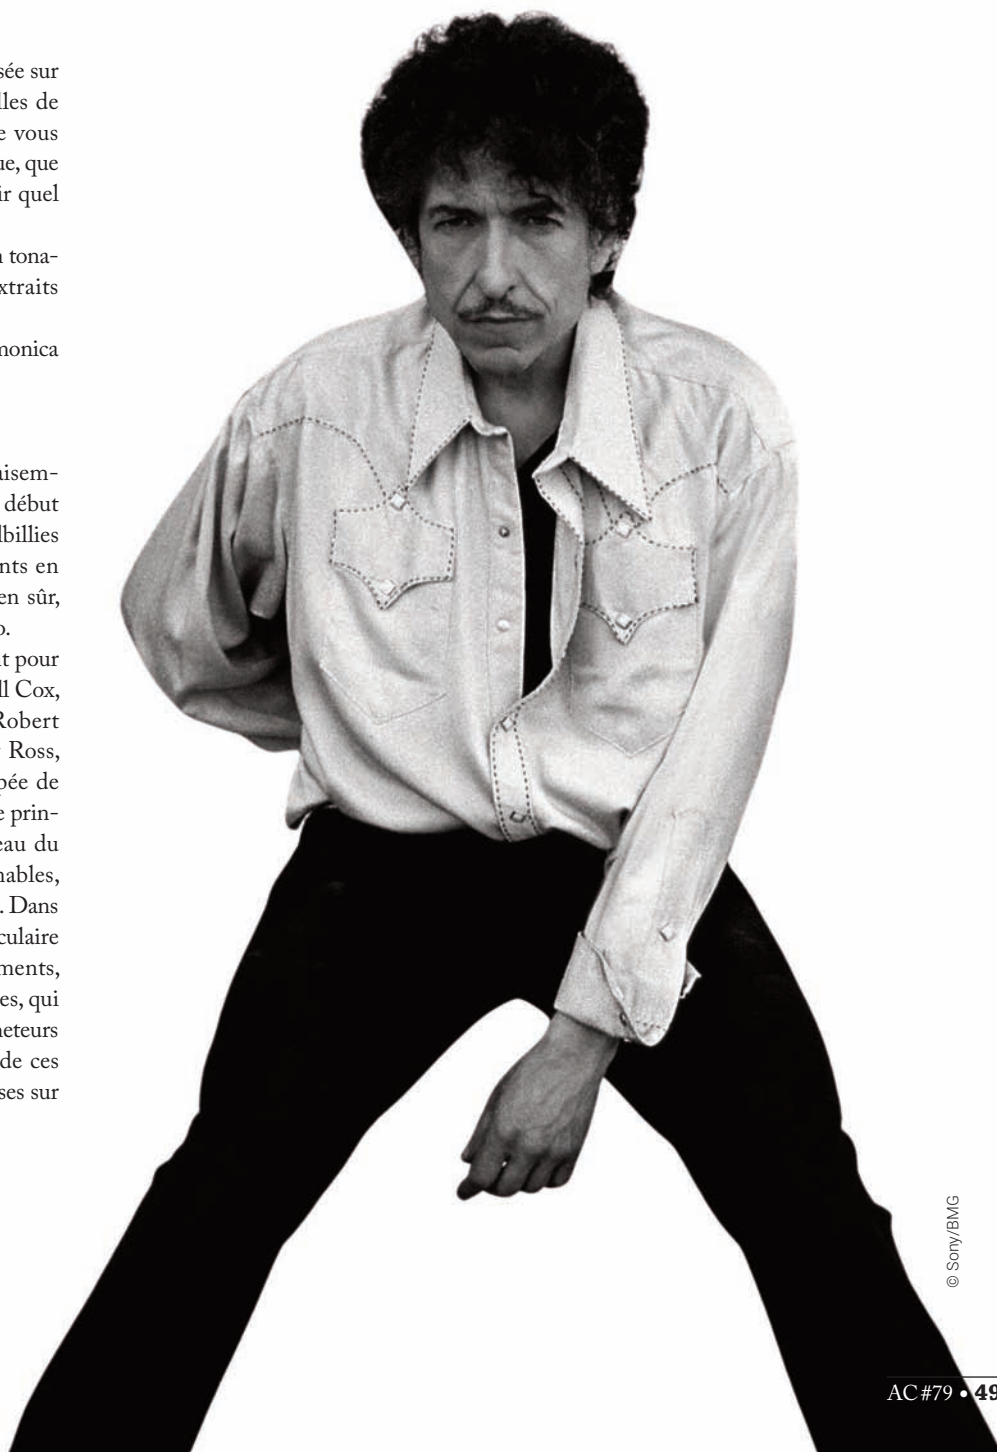 sée sur
lles de
e vous
ue, que
ir quel
n tona-
xtraits
monica
aisem-
début
lbillies
nts en
en sûr,
o.
t pour
ll Cox,
Robert
Ross,
pée de
e prin-
eau du
nables,
. Dans
culaire
ments,
es, qui
heteurs
de ces
ses sur
© Sony/BMG
AC#79 • 49